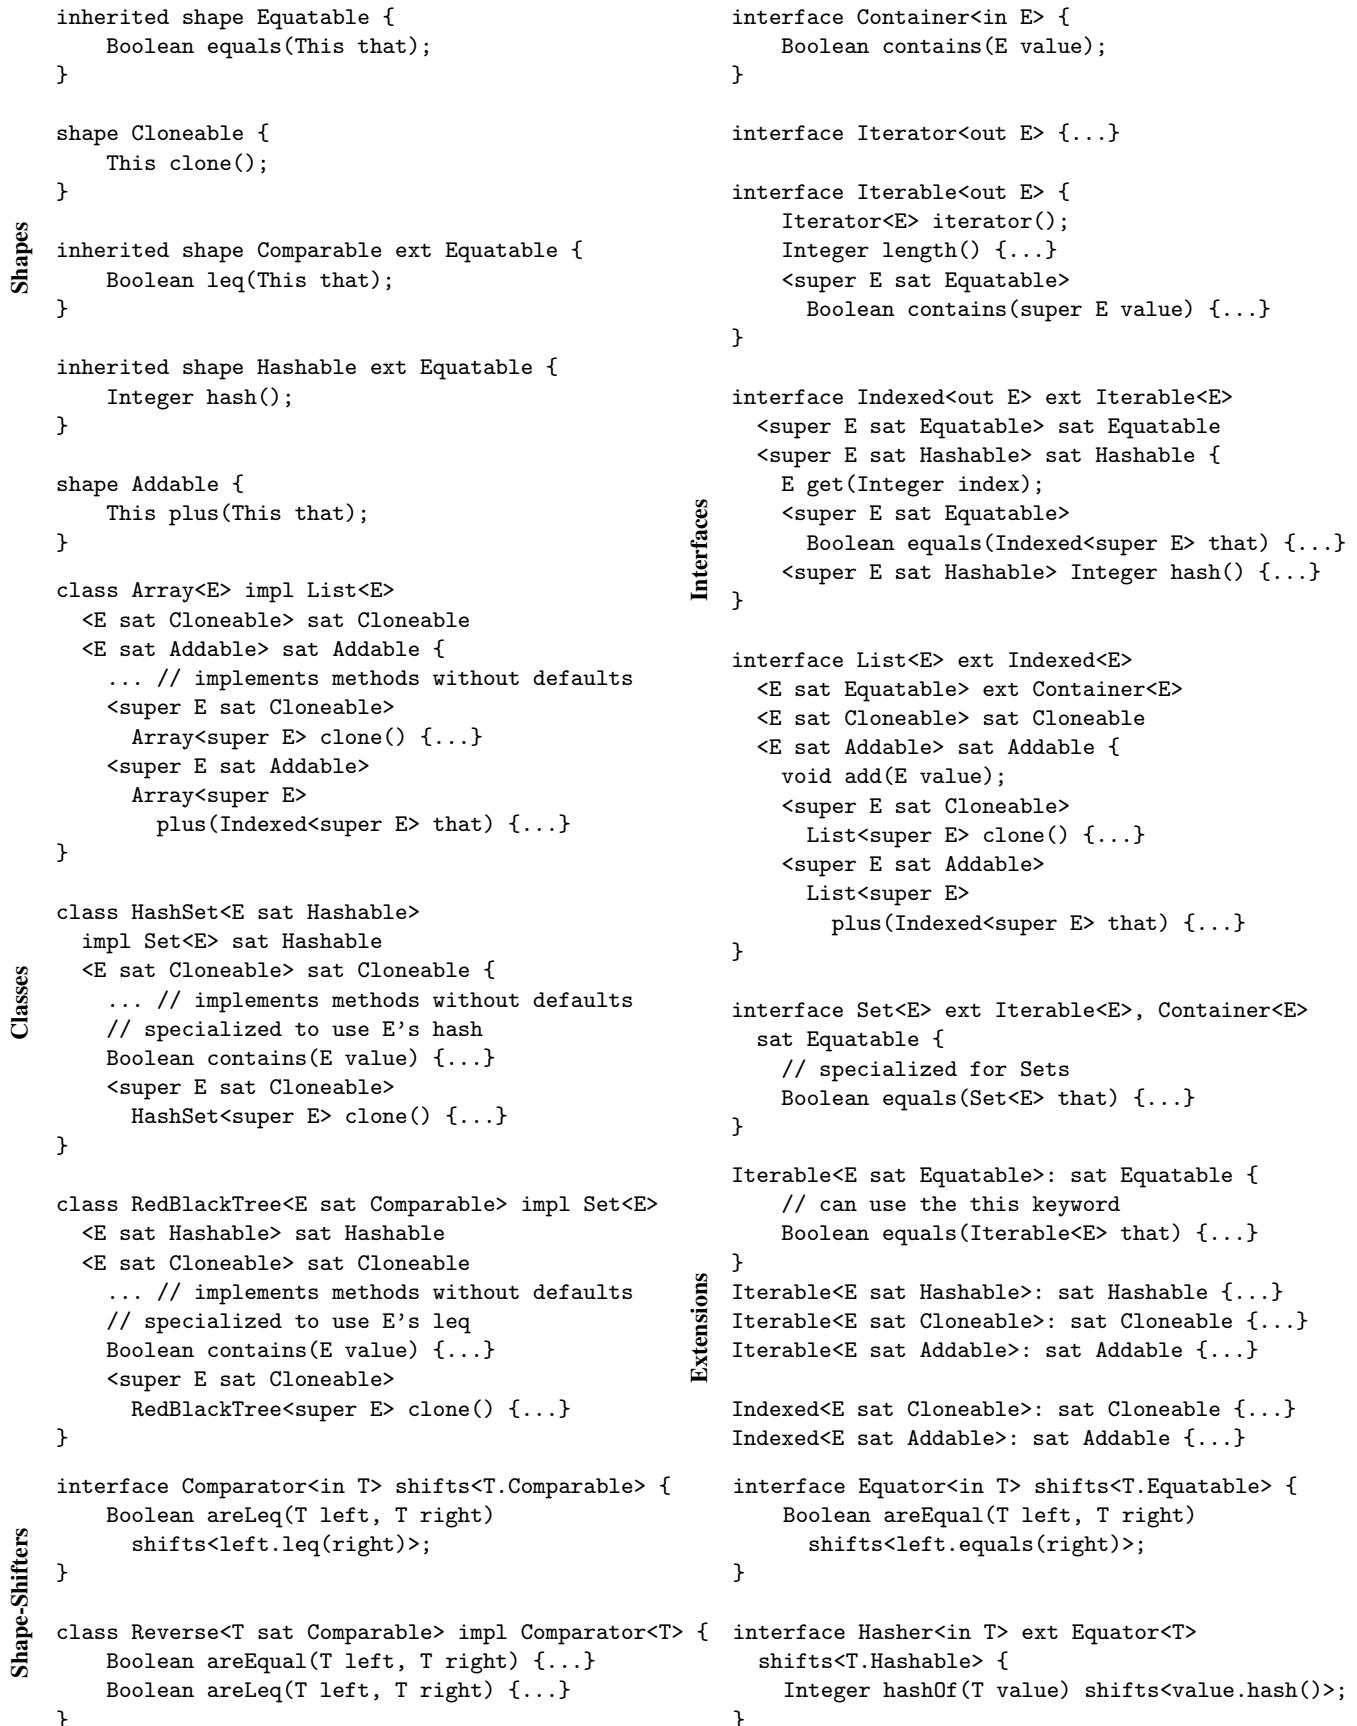 Shapes
inherited shape Equatable {
    Boolean equals(This that);
}
shape Cloneable {
    This clone();
}
inherited shape Comparable ext Equatable {
    Boolean leq(This that);
}
inherited shape Hashable ext Equatable {
    Integer hash();
}
shape Addable {
    This plus(This that);
}
Classes
class Array<E> impl List<E>
  <E sat Cloneable> sat Cloneable
  <E sat Addable> sat Addable {
    ... // implements methods without defaults
    <super E sat Cloneable>
      Array<super E> clone() {...}
    <super E sat Addable>
      Array<super E>
        plus(Indexed<super E> that) {...}
}
class HashSet<E sat Hashable>
  impl Set<E> sat Hashable
  <E sat Cloneable> sat Cloneable {
    ... // implements methods without defaults
    // specialized to use E's hash
    Boolean contains(E value) {...}
    <super E sat Cloneable>
      HashSet<super E> clone() {...}
}
class RedBlackTree<E sat Comparable> impl Set<E>
  <E sat Hashable> sat Hashable
  <E sat Cloneable> sat Cloneable
    ... // implements methods without defaults
    // specialized to use E's leq
    Boolean contains(E value) {...}
    <super E sat Cloneable>
      RedBlackTree<super E> clone() {...}
}
Interfaces
interface Container<in E> {
    Boolean contains(E value);
}
interface Iterator<out E> {...}
interface Iterable<out E> {
    Iterator<E> iterator();
    Integer length() {...}
    <super E sat Equatable>
      Boolean contains(super E value) {...}
}
interface Indexed<out E> ext Iterable<E>
  <super E sat Equatable> sat Equatable
  <super E sat Hashable> sat Hashable {
    E get(Integer index);
    <super E sat Equatable>
      Boolean equals(Indexed<super E> that) {...}
    <super E sat Hashable> Integer hash() {...}
}
interface List<E> ext Indexed<E>
  <E sat Equatable> ext Container<E>
  <E sat Cloneable> sat Cloneable
  <E sat Addable> sat Addable {
    void add(E value);
    <super E sat Cloneable>
      List<super E> clone() {...}
    <super E sat Addable>
      List<super E>
        plus(Indexed<super E> that) {...}
}
interface Set<E> ext Iterable<E>, Container<E>
  sat Equatable {
    // specialized for Sets
    Boolean equals(Set<E> that) {...}
}
Extensions
Iterable<E sat Equatable>: sat Equatable {
    // can use the this keyword
    Boolean equals(Iterable<E> that) {...}
}
Iterable<E sat Hashable>: sat Hashable {...}
Iterable<E sat Cloneable>: sat Cloneable {...}
Iterable<E sat Addable>: sat Addable {...}
Indexed<E sat Cloneable>: sat Cloneable {...}
Indexed<E sat Addable>: sat Addable {...}
Shape-Shifters
interface Comparator<in T> shifts<T.Comparable> {
    Boolean areLeq(T left, T right)
      shifts<left.leq(right)>;
}
class Reverse<T sat Comparable> impl Comparator<T> {
    Boolean areEqual(T left, T right) {...}
    Boolean areLeq(T left, T right) {...}
}
interface Equator<in T> shifts<T.Equatable> {
    Boolean areEqual(T left, T right)
      shifts<left.equals(right)>;
}
interface Hasher<in T> ext Equator<T>
  shifts<T.Hashable> {
    Integer hashOf(T value) shifts<value.hash()>;
}